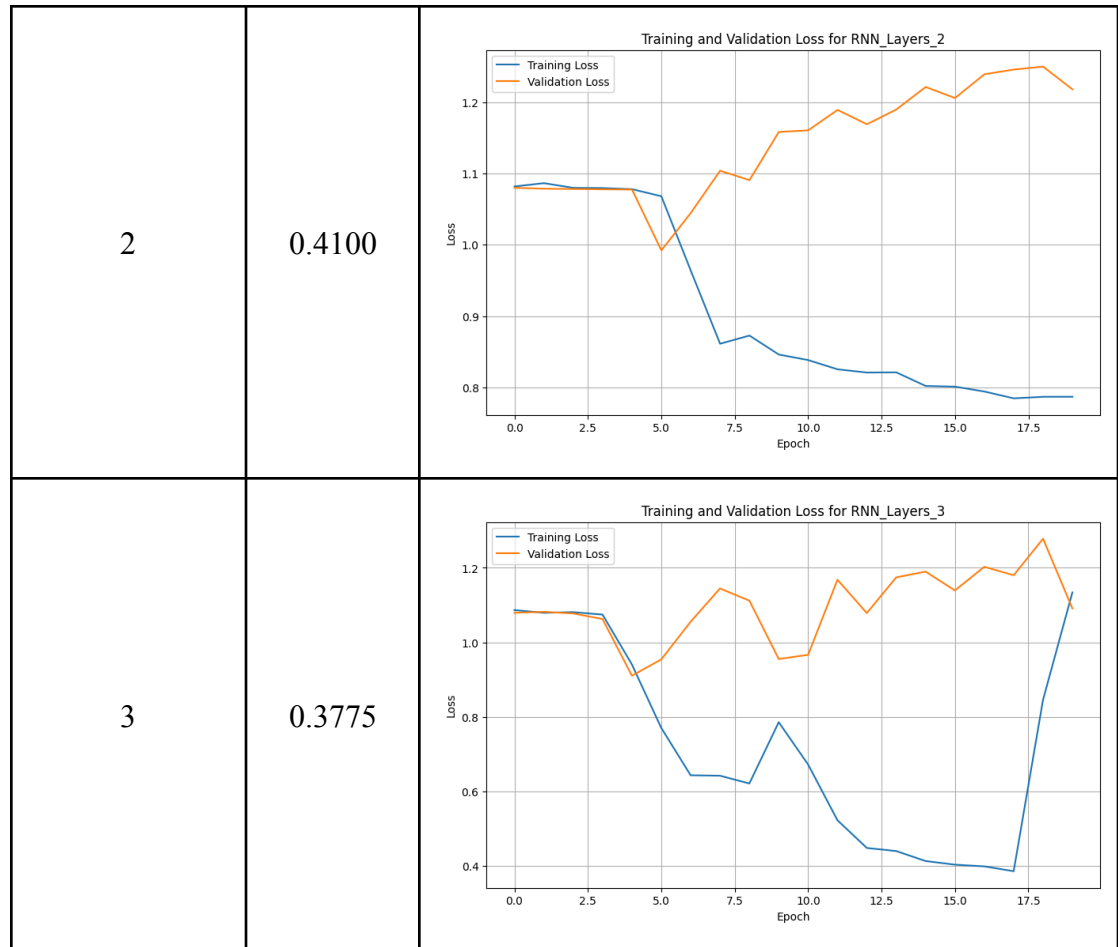 2
0.4100
Training and Validation Loss for RNN_Layers_2
Training Loss
Validation Loss
1.2
1.1
1.0
0.9
0.8
Loss
0.0 2.5 5.0 7.5 10.0 12.5 15.0 17.5
Epoch
3
0.3775
Training and Validation Loss for RNN_Layers_3
Training Loss
Validation Loss
1.2
1.0
0.8
0.6
0.4
Loss
0.0 2.5 5.0 7.5 10.0 12.5 15.0 17.5
Epoch